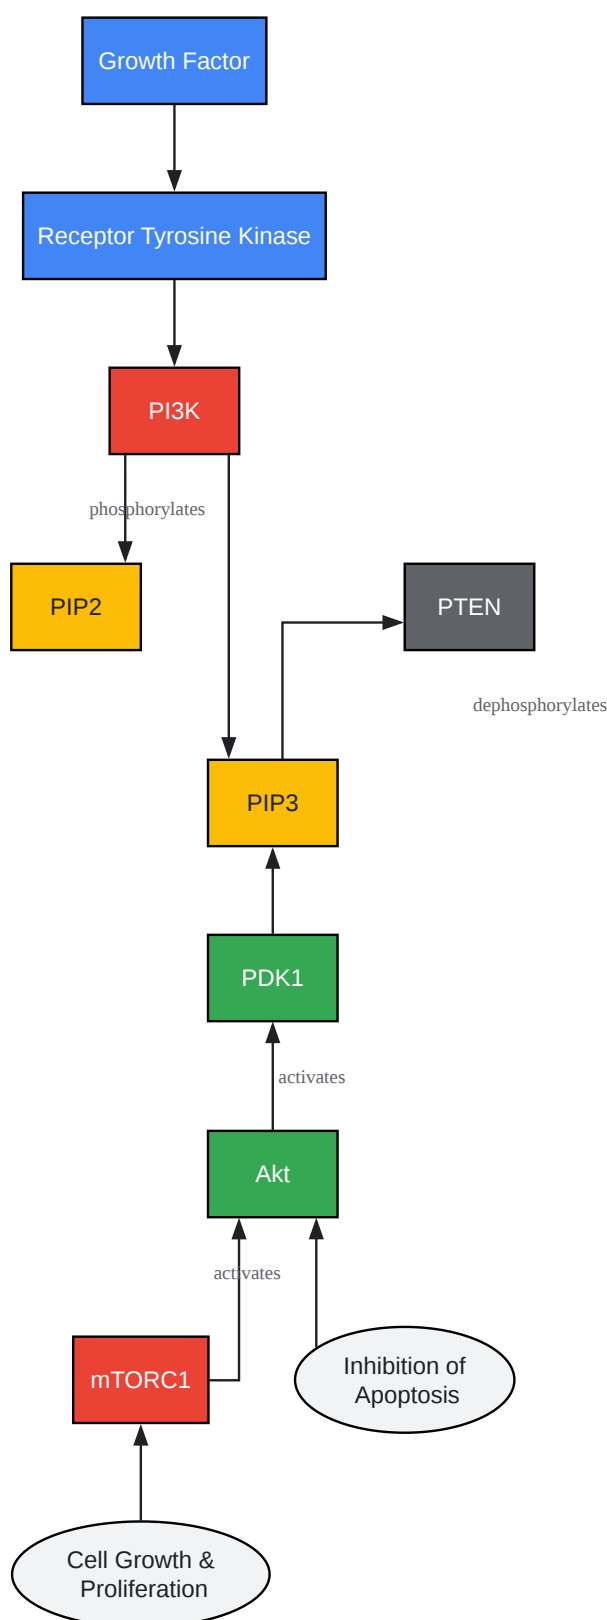 Growth Factor
Receptor Tyrosine Kinase
PI3K
phosphorylates
PIP2
PTEN
dephosphorylates
PIP3
PDK1
activates
Akt
activates
mTORC1
Inhibition of
Apoptosis
Cell Growth &
Proliferation